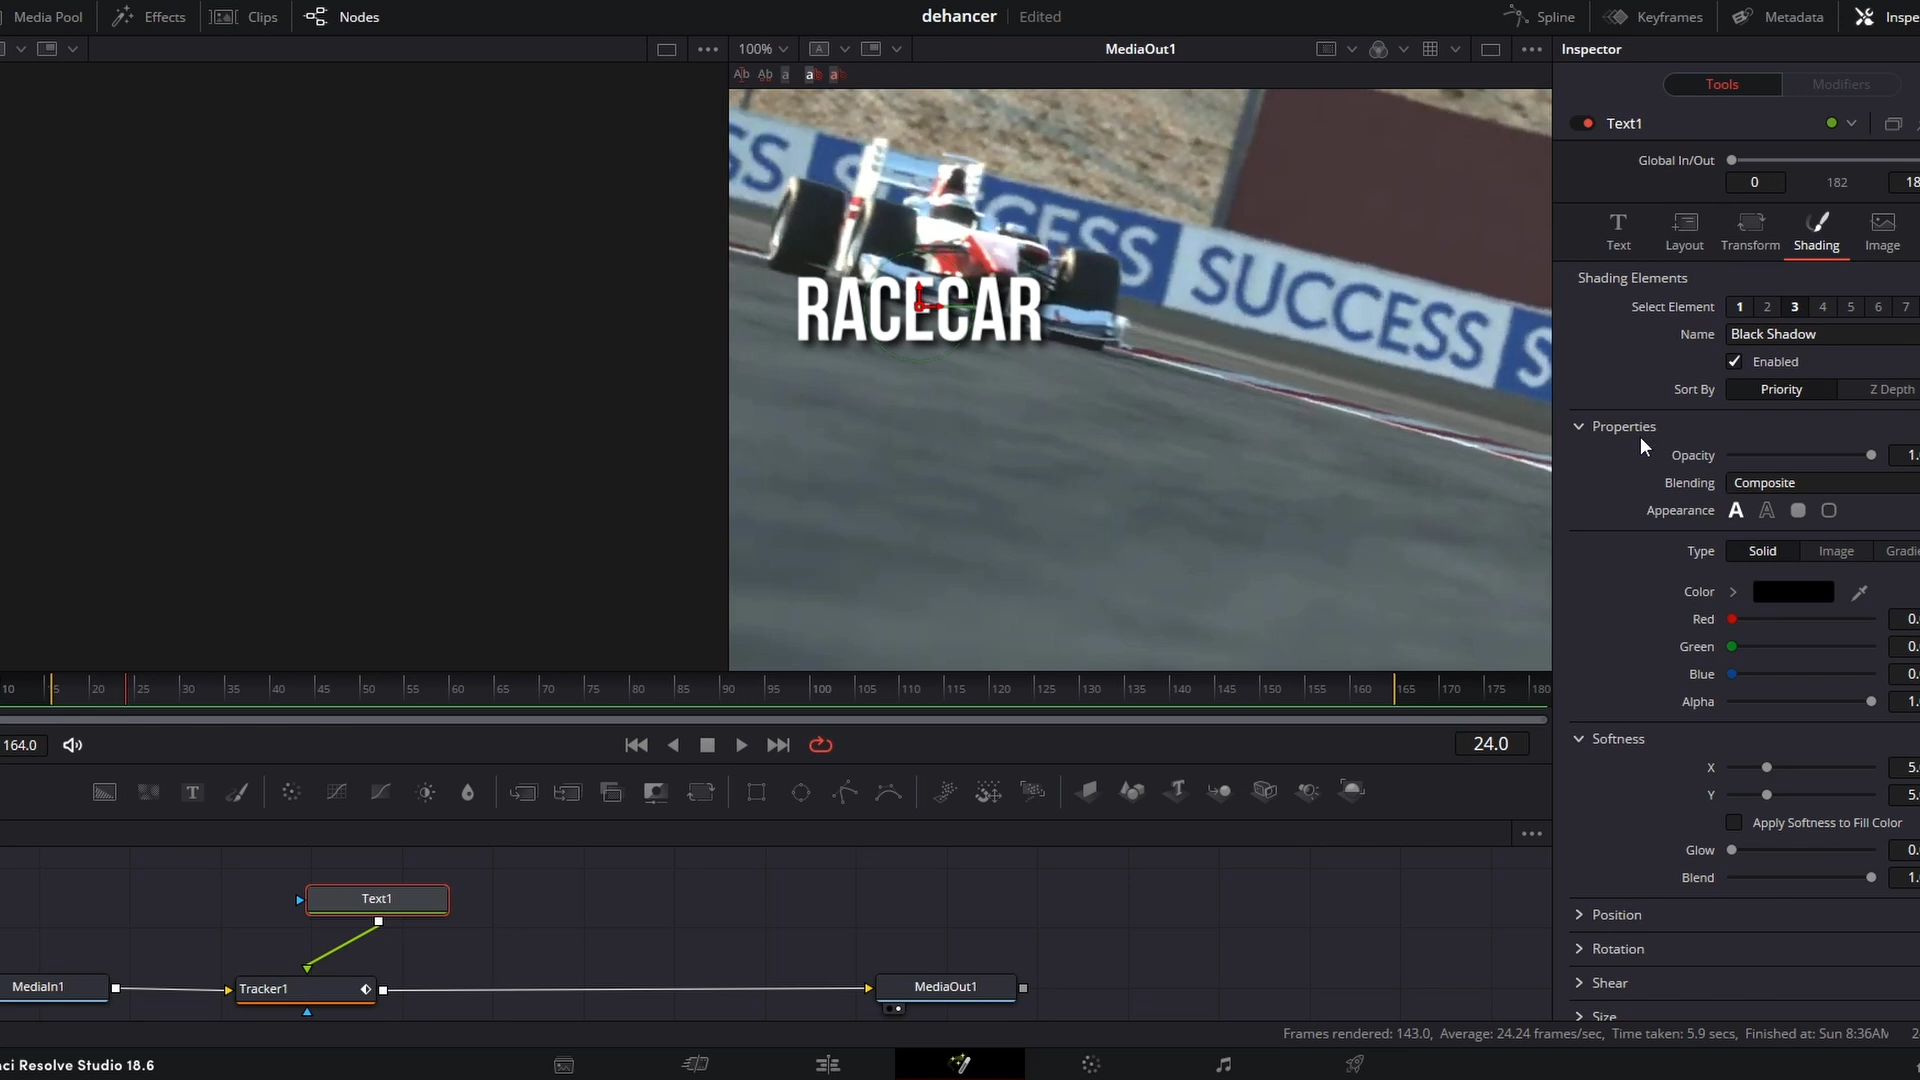 Media Pool
Effects
Clips
Nodes
dehancer
Edited
Spline
Keyframes
Metadata
100%
MediaOut1
Inspector
Tools
Modifiers
Text1
Global In/Out
0
182
Text
Layout
Transform
Shading
Image
Shading Elements
Select Element 1 2 3 4 5 6 7
Name Black Shadow
Enabled
Sort By Priority Z Depth
Properties
Opacity
Blending Composite
Appearance
Type Solid Image
Color
Red
Green
Blue
Alpha
Softness
X
Y
Apply Softness to Fill Color
Glow
Blend
Position
Rotation
Shear
Size
SUCCESS
SUCCESS
RACECAR
10 20 25 30 35 40 45 50 55 60 65 70 75 80 85 90 95 100 105 110 115 120 125 130 135 140 145 150 155 160 165 170 175 180
164.0
24.0
Text1
MediaIn1
Tracker1
MediaOut1
Frames rendered: 143.0, Average: 24.24 frames/sec, Time taken: 5.9 secs, Finished at: Sun 8:36AM
ci Resolve Studio 18.6